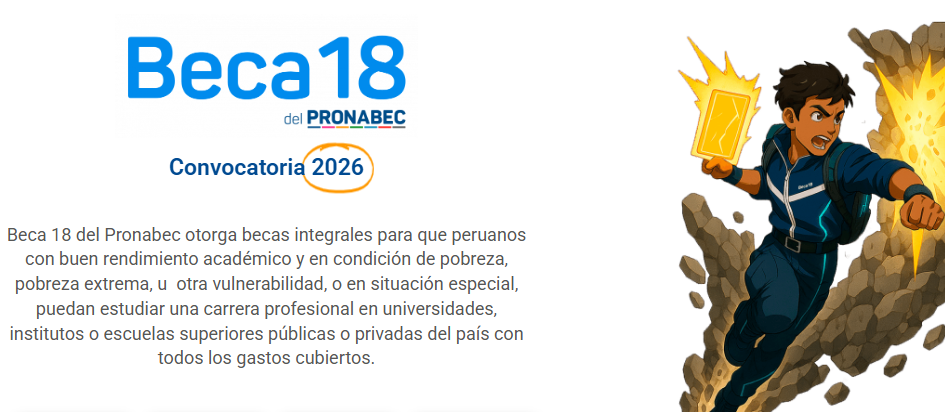 Beca18
del PRONABEC
Convocatoria 2026
Beca 18 del Pronabec otorga becas integrales para que peruanos
con buen rendimiento académico y en condición de pobreza,
pobreza extrema, u  otra vulnerabilidad, o en situación especial,
puedan estudiar una carrera profesional en universidades,
institutos o escuelas superiores públicas o privadas del país con
todos los gastos cubiertos.
Beca18